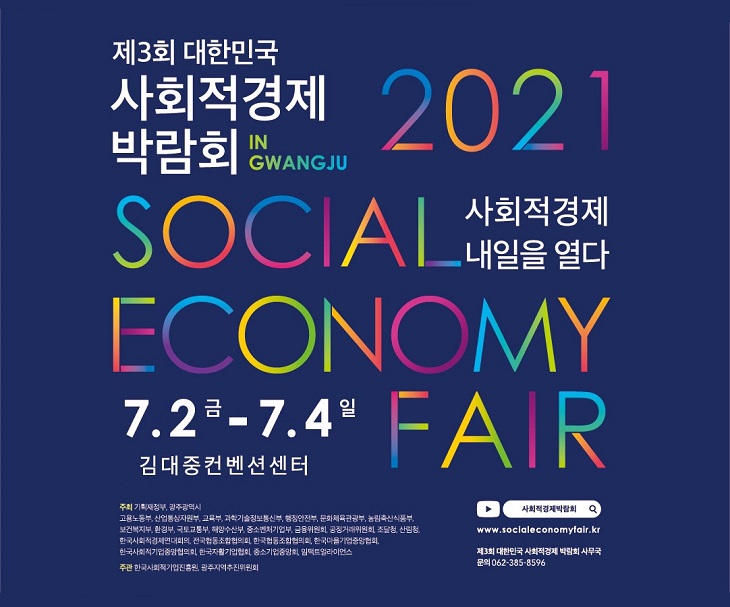 제3회 대한민국
사회적경제
박람회 IN
GWANGJU
2021
SOCIAL
사회적경제
내일을 열다
ECONOMY
FAIR
7.2금-7.4일
김대중컨벤션센터
주최 기획재정부, 광주광역시
고용노동부, 산업통상자원부, 교육부, 과학기술정보통신부, 행정안전부, 문화체육관광부, 농림축산식품부,
보건복지부, 환경부, 국토교통부, 해양수산부, 중소벤처기업부, 금융위원회, 공정거래위원회, 조달청, 산림청,
한국사회적경제연대회의, 전국협동조합협의회, 한국협동조합협의회, 한국마을기업중앙협회,
한국사회적기업중앙협의회, 한국자활기업협회, 중소기업중앙회, 임팩트얼라이언스
주관 한국사회적기업진흥원, 광주지역추진위원회
사회적경제박람회
www.socialeconomyfair.kr
제3회 대한민국 사회적경제 박람회 사무국
문의 062-385-8596